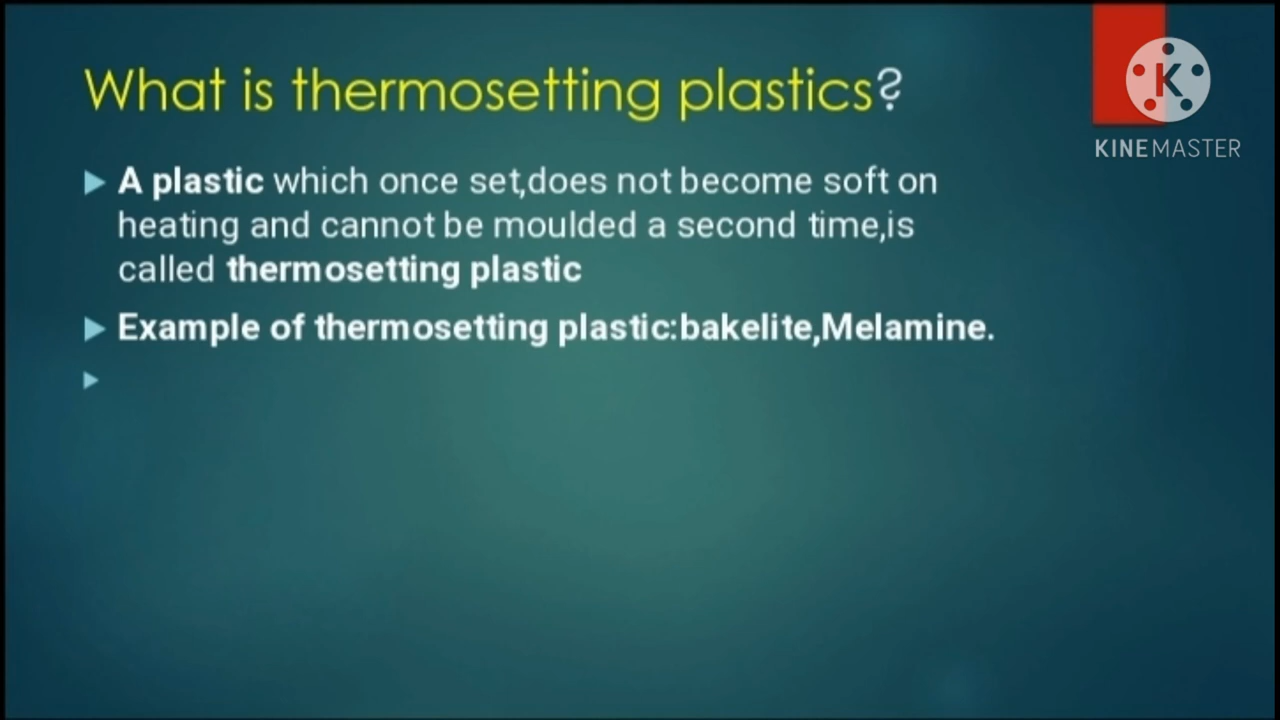 What is thermosetting plastics?
K
KINEMASTER
A plastic which once set,does not become soft on
heating and cannot be moulded a second time,is
called thermosetting plastic
Example of thermosetting plastic:bakelite,Melamine.